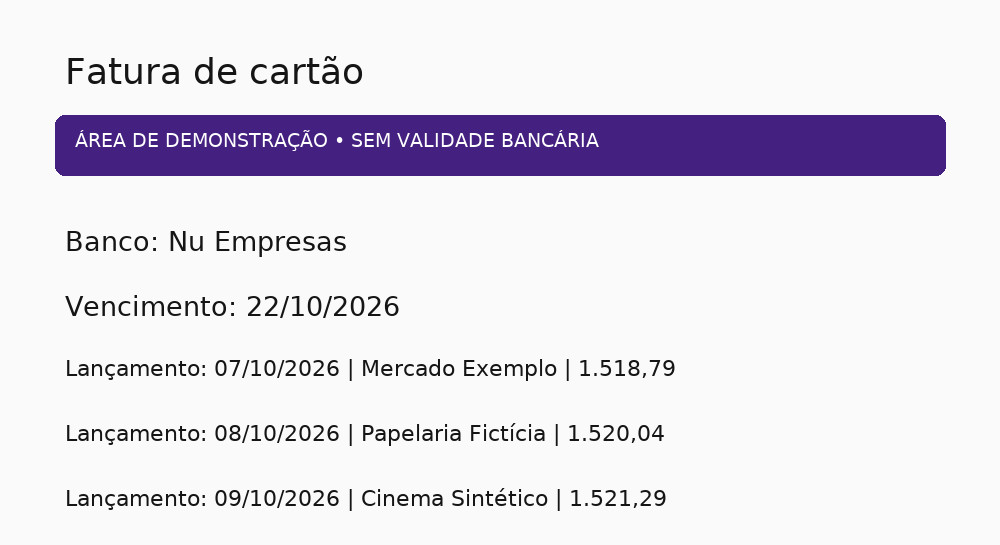 Fatura de cartão
ÁREA DE DEMONSTRAÇÃO • SEM VALIDADE BANCÁRIA
Banco: Nu Empresas
Vencimento: 22/10/2026
Lançamento: 07/10/2026 | Mercado Exemplo | 1.518,79
Lançamento: 08/10/2026 | Papelaria Fictícia | 1.520,04
Lançamento: 09/10/2026 | Cinema Sintético | 1.521,29